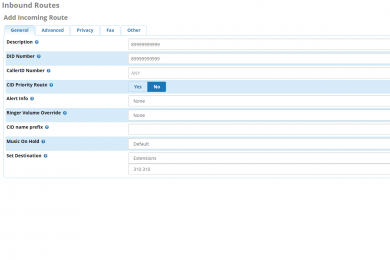 Inbound Routes
Add Incoming Route
General Advanced Privacy Fax Other
Description 89999999999
DID Number 89999999999
CallerID Number ANY
CID Priority Route Yes No
Alert Info None
Ringer Volume Override None
CID name prefix
Music On Hold Default
Set Destination Extensions
310 310